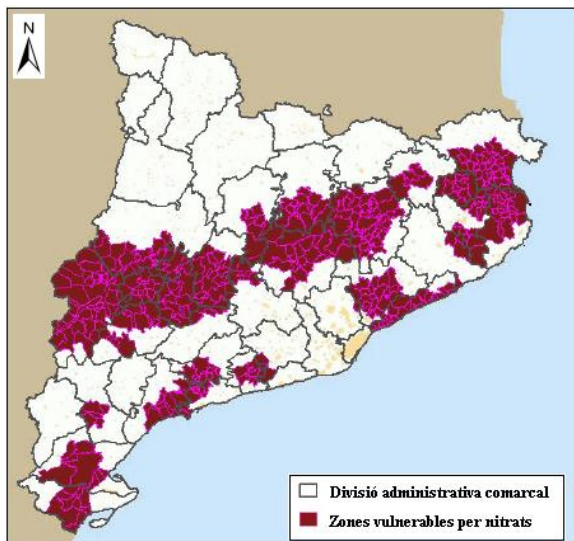 N
Divisió administrativa comarcal
Zones vulnerables per nitrats